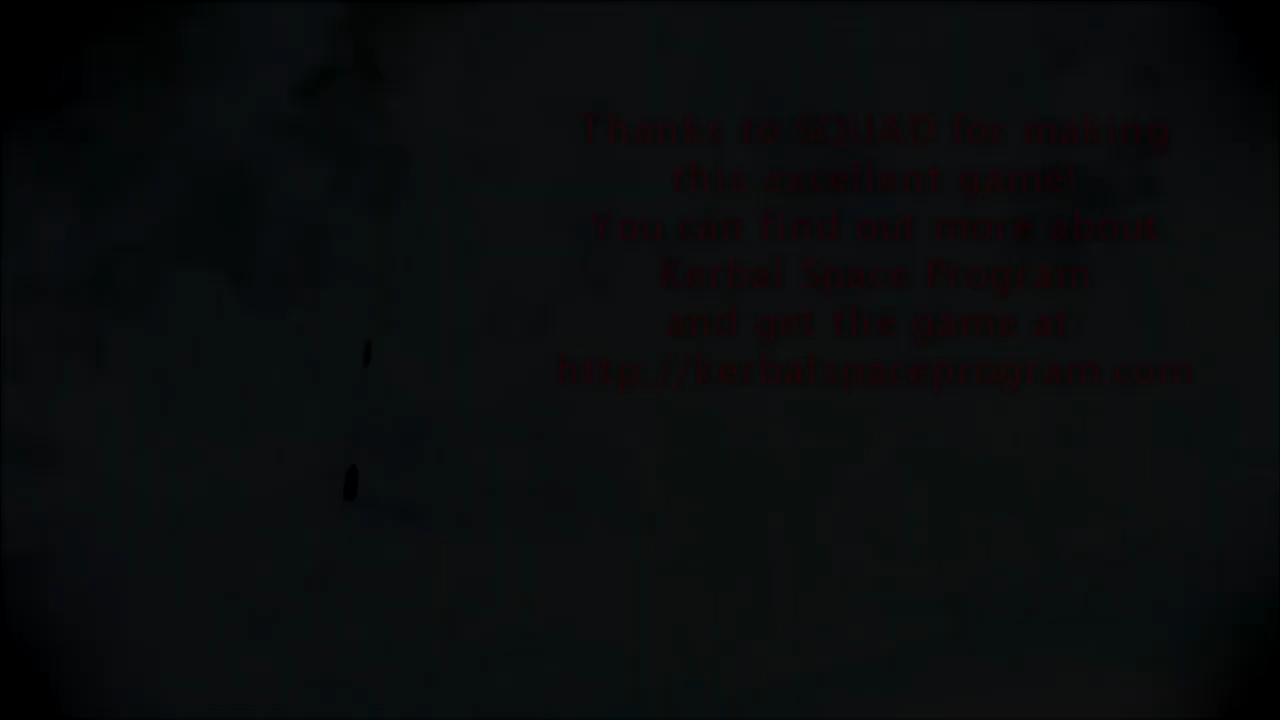 Thanks to SQUAD for making
this excellent game!
You can find out more about
Kerbal Space Program
and get the game at:
http://kerbalspaceprogram.com